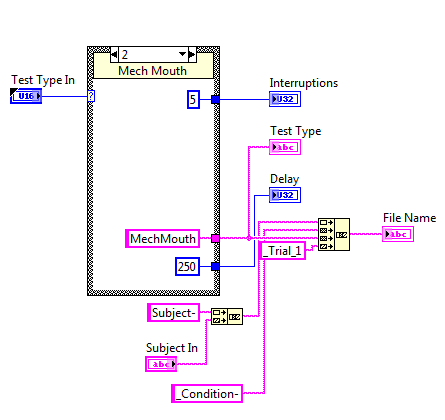 2
Mech Mouth
Test Type In
U16
?
5
Interruptions
U32
Test Type
abc
Delay
U32
MechMouth
File Name
abc
_Trial_1
250
Subject-
Subject In
abc
_Condition-